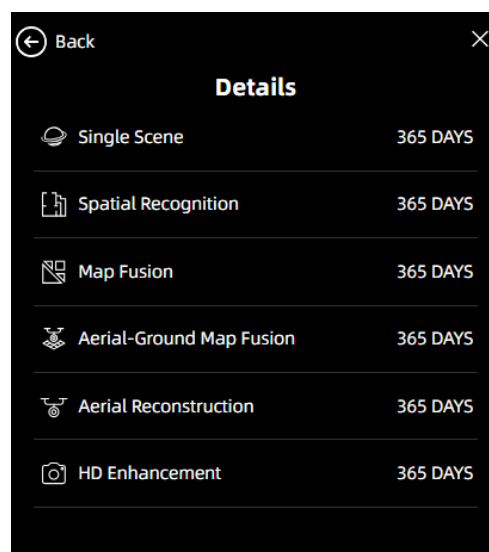 Back
Details
Single Scene 365 DAYS
Spatial Recognition 365 DAYS
Map Fusion 365 DAYS
Aerial-Ground Map Fusion 365 DAYS
Aerial Reconstruction 365 DAYS
HD Enhancement 365 DAYS